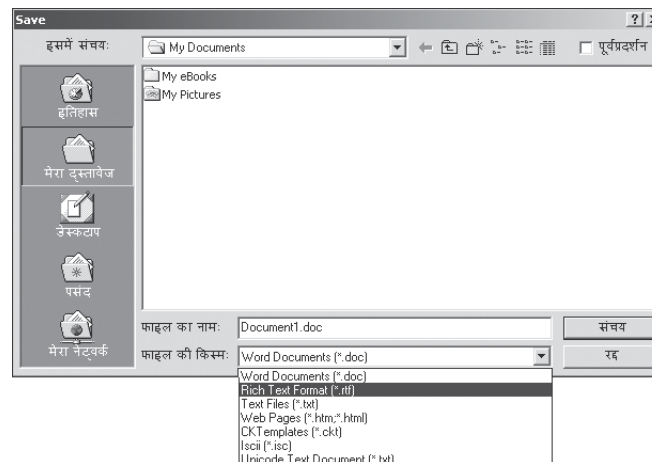 Save
इसमें संचयः My Documents पूर्वप्रदर्शन
My eBooks
My Pictures
इतिहास
मेरा दस्तावेज
डेस्कटाप
पसंद
मेरा नेटवर्क
फाइल का नामः Document1.doc संचय
फाइल की किस्मः Word Documents (*.doc) रद्द
Word Documents (*.doc)
Rich Text Format (*.rtf)
Text Files (*.txt)
Web Pages (*.htm;*.html)
CKTemplates (*.ckt)
Iscii (*.isc)
Unicode Text Document (*.txt)